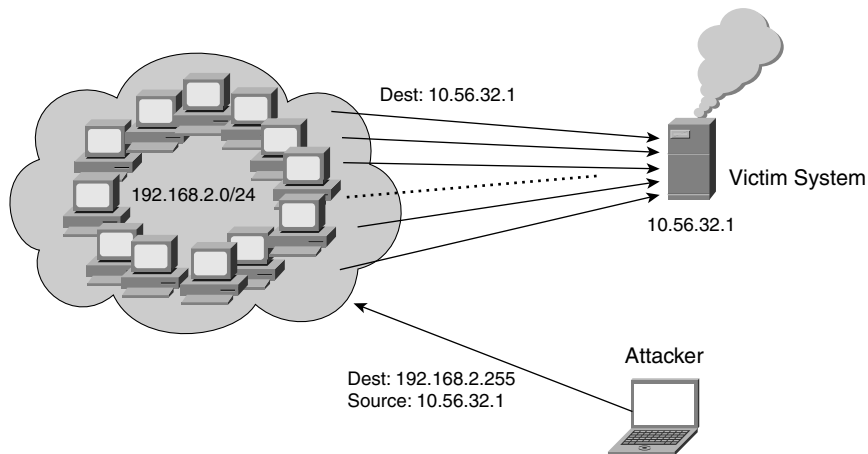 Dest: 10.56.32.1
192.168.2.0/24
Victim System
10.56.32.1
Attacker
Dest: 192.168.2.255
Source: 10.56.32.1